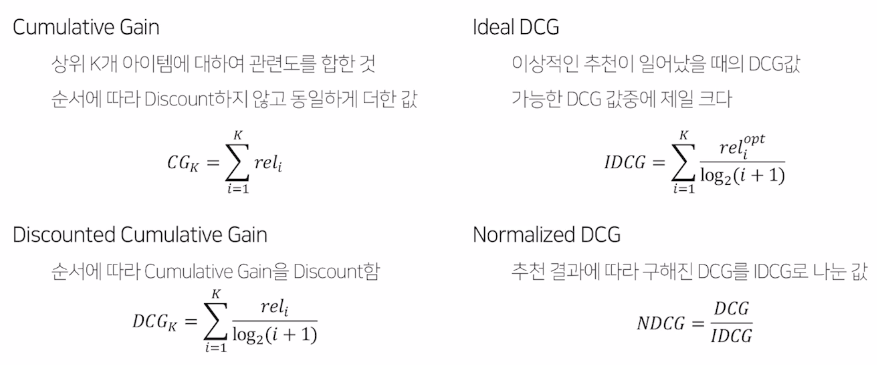 Cumulative Gain
상위 K개 아이템에 대하여 관련도를 합한 것
순서에 따라 Discount하지 않고 동일하게 더한 값
CG_K = \sum_{i=1}^{K} rel_i
Discounted Cumulative Gain
순서에 따라 Cumulative Gain을 Discount함
DCG_K = \sum_{i=1}^{K} \frac{rel_i}{\log_2(i + 1)}
Ideal DCG
이상적인 추천이 일어났을 때의 DCG값
가능한 DCG 값중에 제일 크다
IDCG = \sum_{i=1}^{K} \frac{rel_i^{opt}}{\log_2(i + 1)}
Normalized DCG
추천 결과에 따라 구해진 DCG를 IDCG로 나눈 값
NDCG = \frac{DCG}{IDCG}